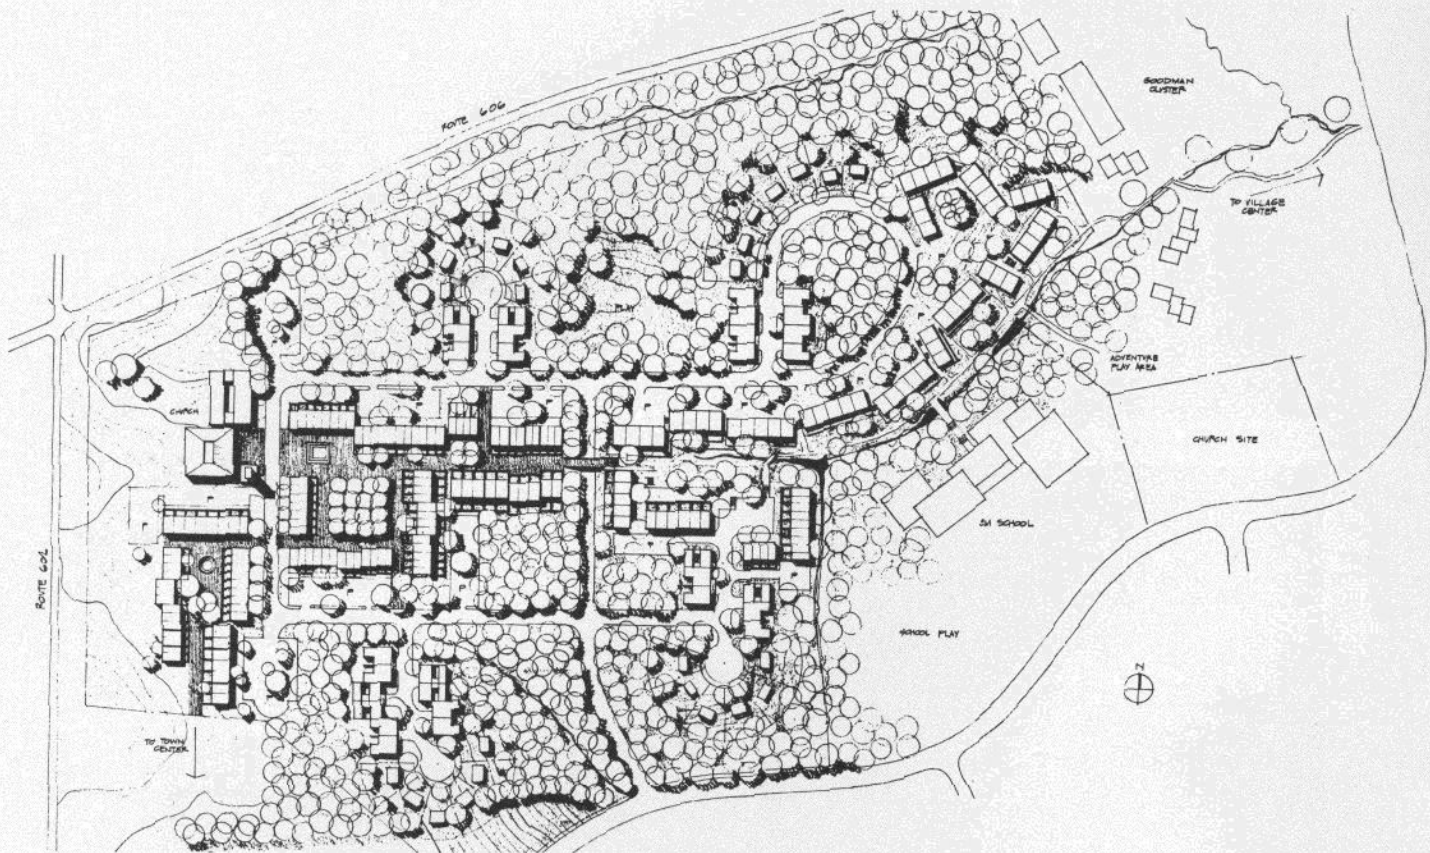 ROUTE 606
GOODMAN
CLUSTER
TO VILLAGE
CENTER
PLAY
ADVENTURE
PLAY AREA
CHURCH
CHURCH SITE
P
P
P
P
P
P
P
P
SCHOOL
ROUTE 602
SCHOOL PLAY
N
TO TOWN
CENTER